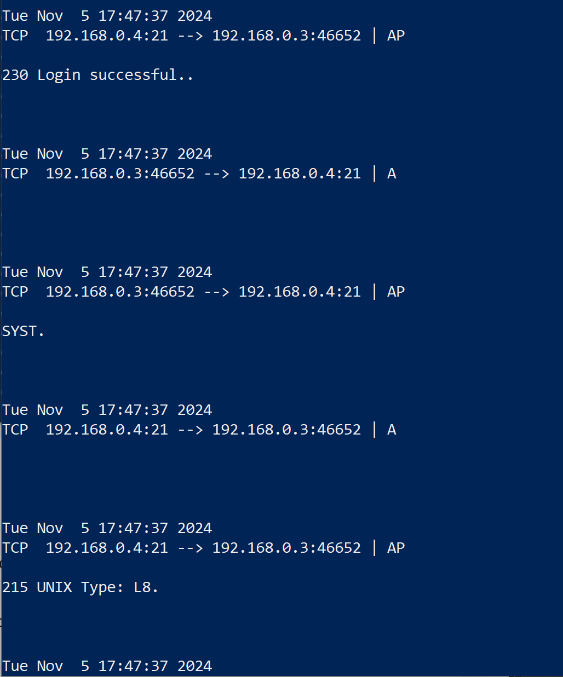 Tue Nov  5 17:47:37 2024
TCP  192.168.0.4:21 --> 192.168.0.3:46652 | AP
230 Login successful..
Tue Nov  5 17:47:37 2024
TCP  192.168.0.3:46652 --> 192.168.0.4:21 | A
Tue Nov  5 17:47:37 2024
TCP  192.168.0.3:46652 --> 192.168.0.4:21 | AP
SYST.
Tue Nov  5 17:47:37 2024
TCP  192.168.0.4:21 --> 192.168.0.3:46652 | A
Tue Nov  5 17:47:37 2024
TCP  192.168.0.4:21 --> 192.168.0.3:46652 | AP
215 UNIX Type: L8.
Tue Nov  5 17:47:37 2024